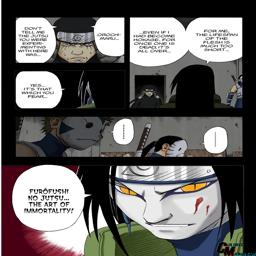 FOR ME,
THE LIFESPAN
OF THE
FLESH IS
MUCH TOO
SHORT...
...EVEN IF I
HAD BECOME
HOKAGE, FOR
ONCE ONE IS
DEAD, IT'S
ALL OVER...
OROCHI-
MARU...
DON'T
TELL ME
THE JUTSU
YOU WERE
EXPERI-
MENTING
WITH HERE
WAS...
YES...
IT'S THAT
WHICH YOU
FEAR...
FURŌFUSHI
NO JUTSU...
THE ART OF
IMMORTALITY!